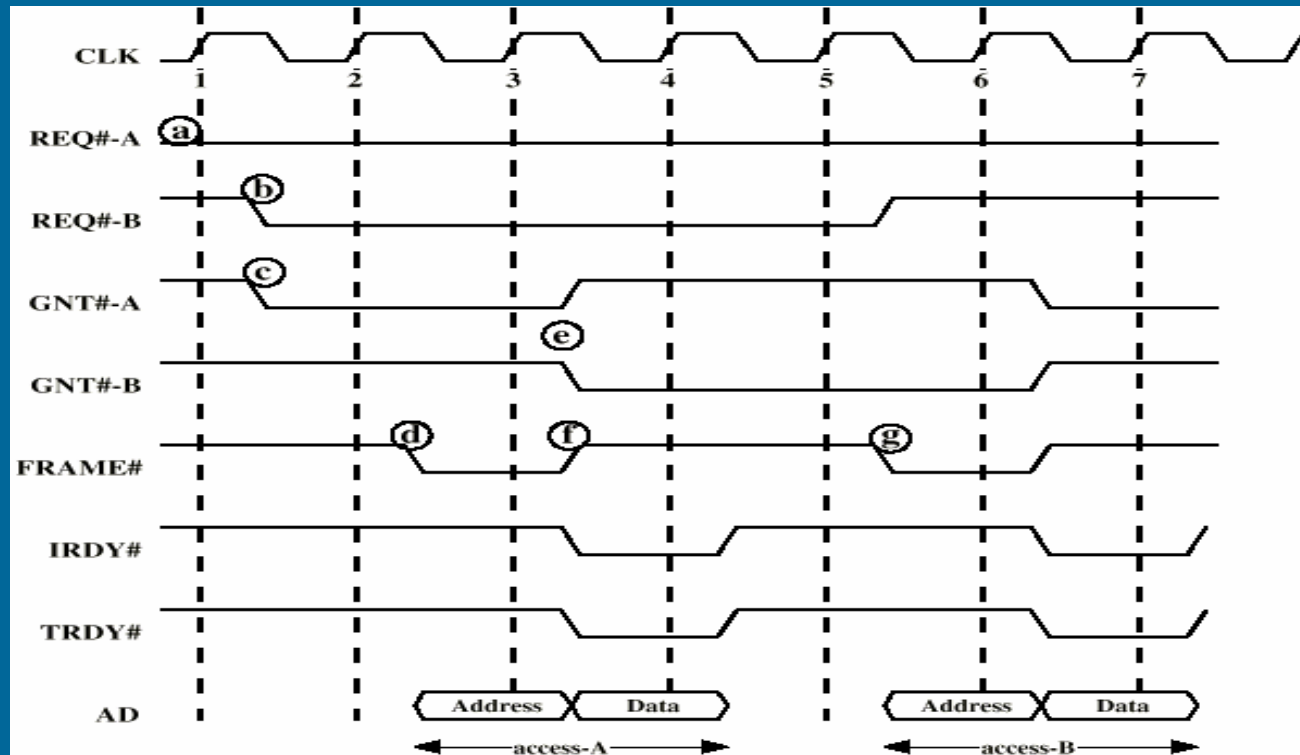 CLK
1 2 3 4 5 6 7
a
REQ#-A
b
REQ#-B
c
GNT#-A
e
GNT#-B
d f g
FRAME#
IRDY#
TRDY#
AD Address Data Address Data
access-A access-B